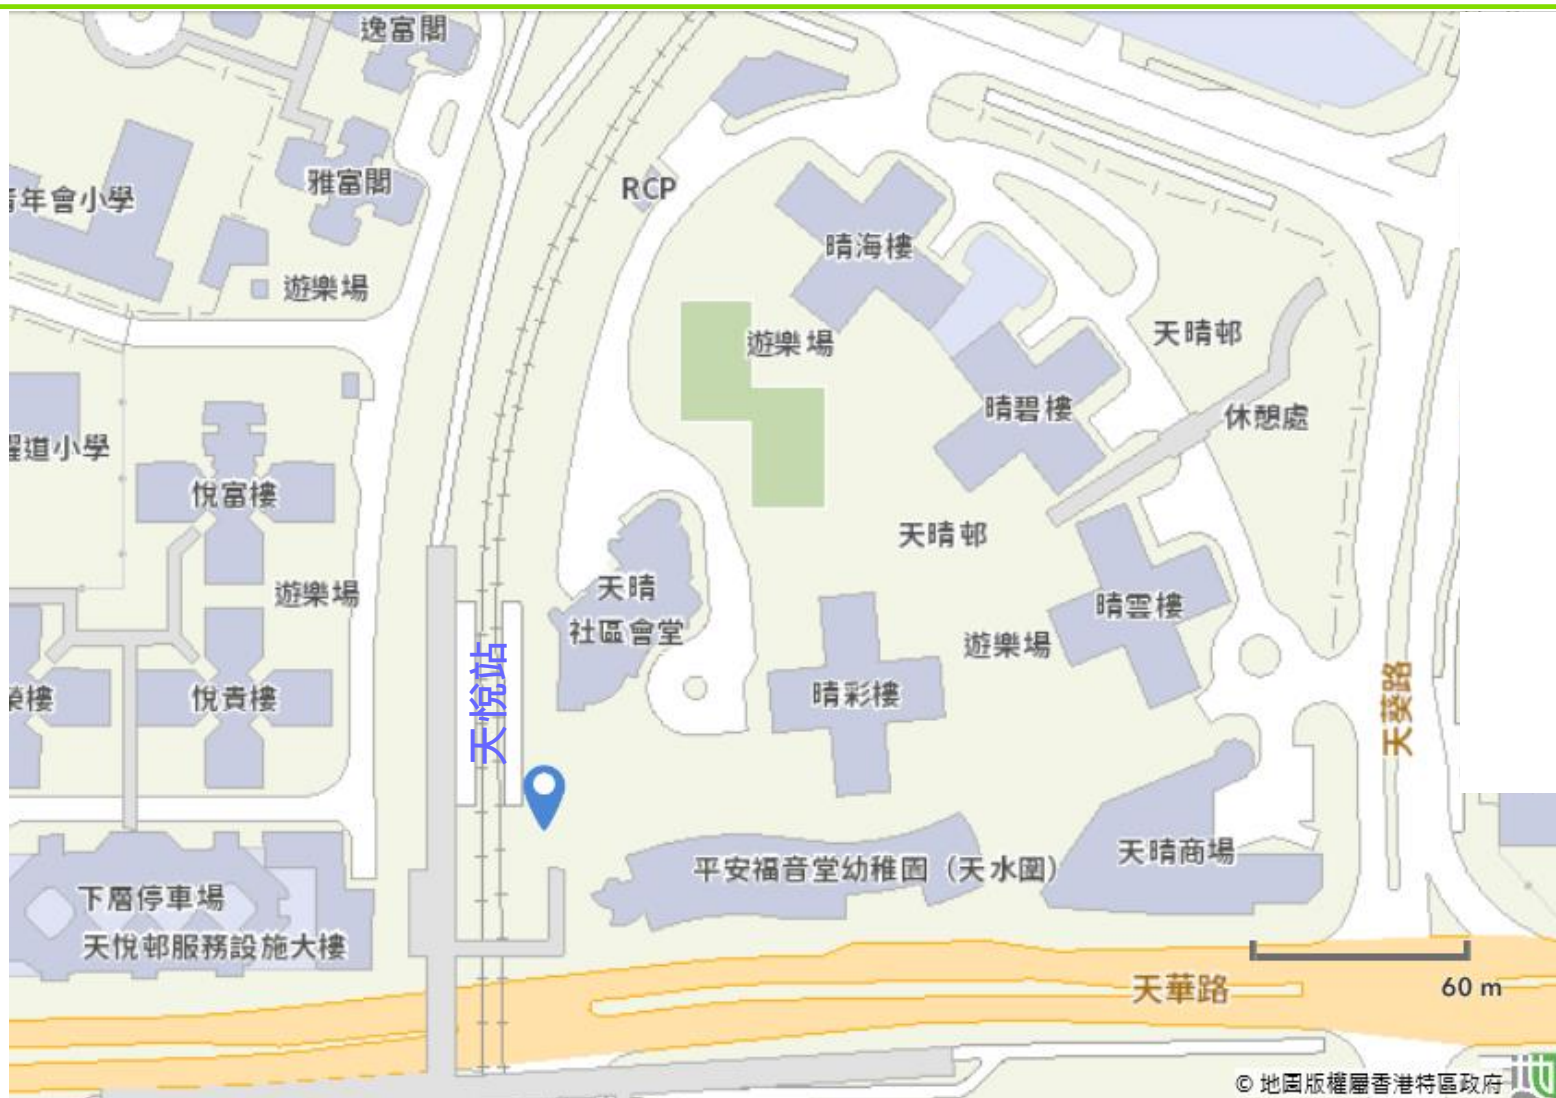 逸富閣
雅富閣
RCP
青年會小學
晴海樓
遊樂場
天晴邨
遊樂場
晴碧樓
休憩處
道小學
悅富樓
天晴邨
天晴
社區會堂
遊樂場
晴雲樓
遊樂場
天悅站
晴彩樓
悅貴樓
樓
天葵路
天晴商場
平安福音堂幼稚園（天水圍）
下層停車場
天悅邨服務設施大樓
天華路
60 m
© 地圖版權屬香港特區政府